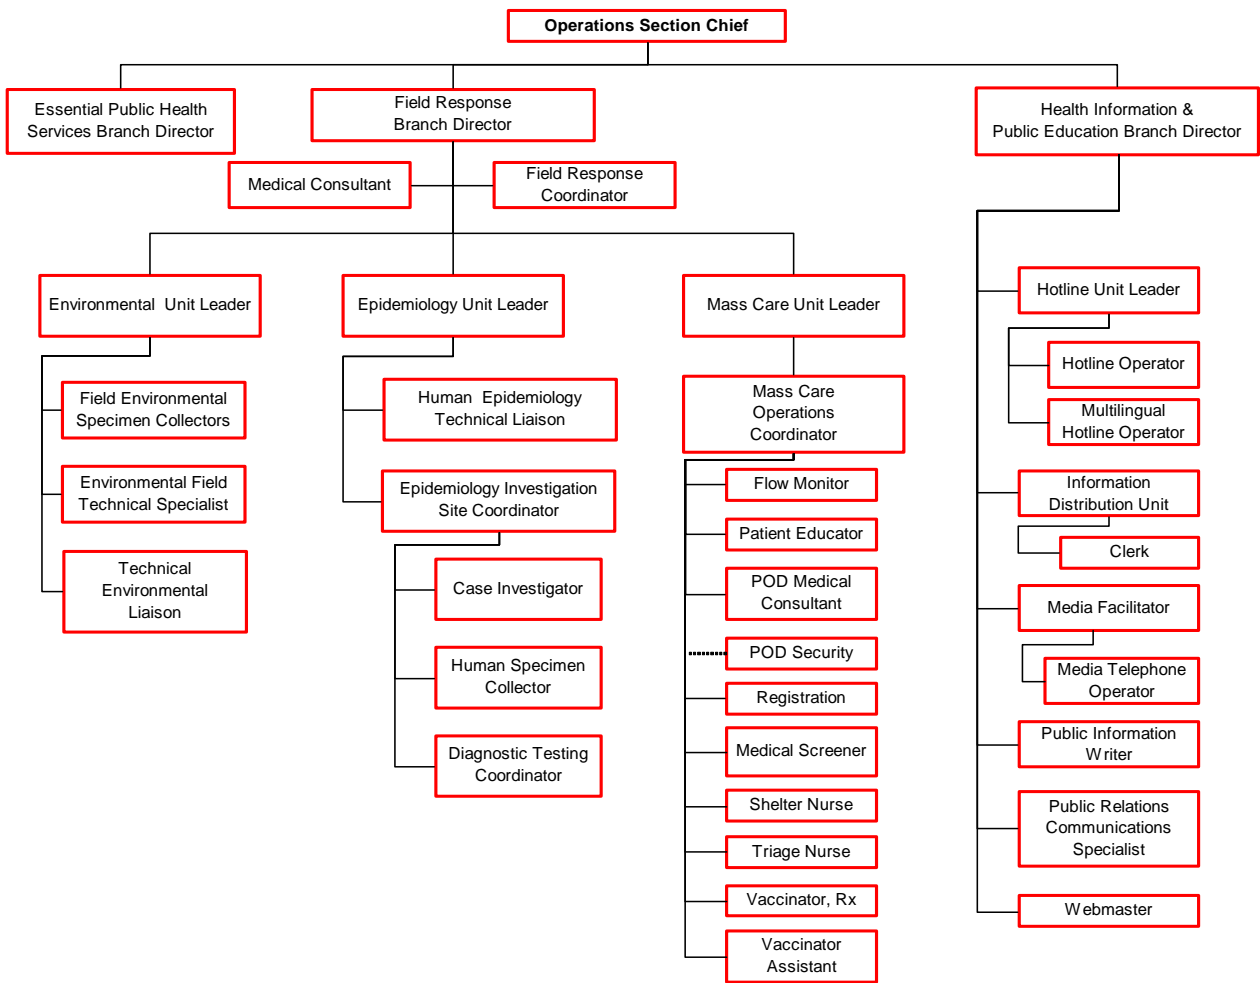 Operations Section Chief
Essential Public Health
Services Branch Director
Field Response
Branch Director
Health Information &
Public Education Branch Director
Medical Consultant
Field Response
Coordinator
Environmental Unit Leader
Field Environmental
Specimen Collectors
Environmental Field
Technical Specialist
Technical
Environmental
Liaison
Epidemiology Unit Leader
Human Epidemiology
Technical Liaison
Epidemiology Investigation
Site Coordinator
Case Investigator
Human Specimen
Collector
Diagnostic Testing
Coordinator
Mass Care Unit Leader
Mass Care
Operations
Coordinator
Flow Monitor
Patient Educator
POD Medical
Consultant
POD Security
Registration
Medical Screener
Shelter Nurse
Triage Nurse
Vaccinator, Rx
Vaccinator
Assistant
Hotline Unit Leader
Hotline Operator
Multilingual
Hotline Operator
Information
Distribution Unit
Clerk
Media Facilitator
Media Telephone
Operator
Public Information
Writer
Public Relations
Communications
Specialist
Webmaster